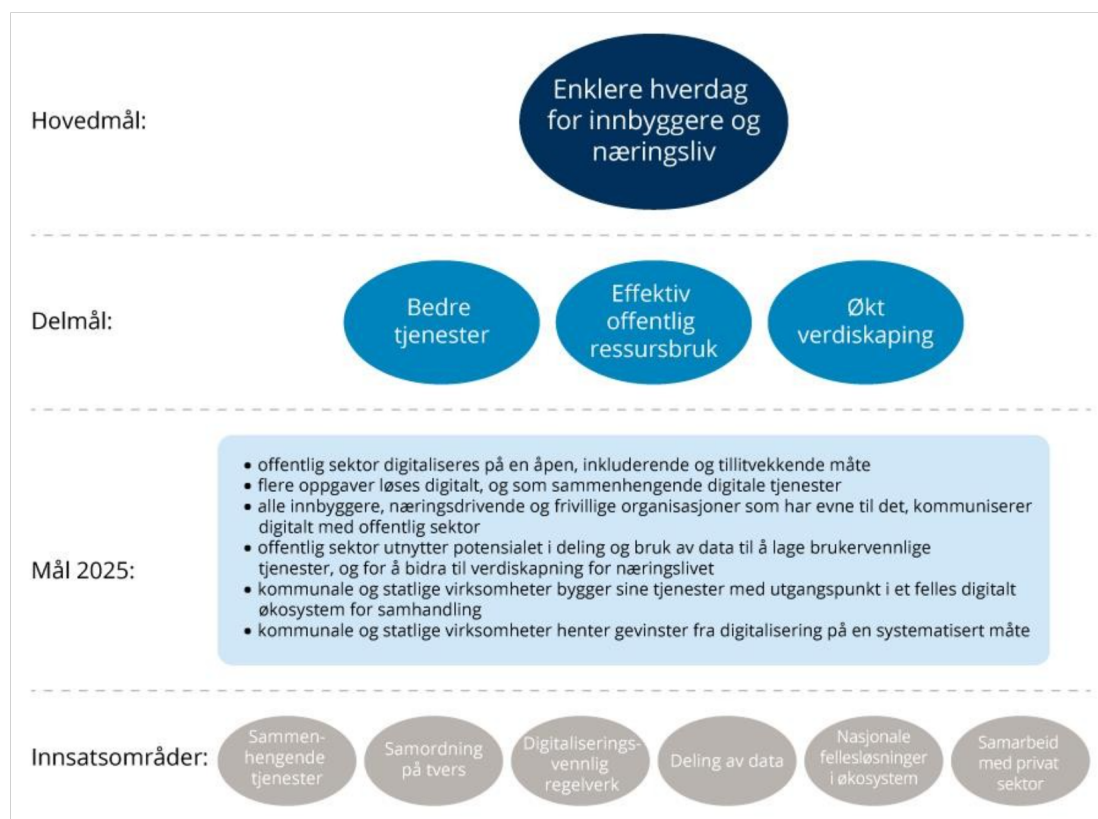 Hovedmål:
Enklere hverdag
for innbyggere og
næringsliv
Delmål:
Bedre
tjenester
Effektiv
offentlig
ressursbruk
Økt
verdiskaping
Mål 2025:
• offentlig sektor digitaliseres på en åpen, inkluderende og tillitvekkende måte
• flere oppgaver løses digitalt, og som sammenhengende digitale tjenester
• alle innbyggere, næringsdrivende og frivillige organisasjoner som har evne til det, kommuniserer
digitalt med offentlig sektor
• offentlig sektor utnytter potensialet i deling og bruk av data til å lage brukervennlige
tjenester, og for å bidra til verdiskapning for næringslivet
• kommunale og statlige virksomheter bygger sine tjenester med utgangspunkt i et felles digitalt
økosystem for samhandling
• kommunale og statlige virksomheter henter gevinster fra digitalisering på en systematisert måte
Innsatsområder:
Sammen-
hengende
tjenester
Samordning
på tvers
Digitaliserings-
vennlig
regelverk
Deling av data
Nasjonale
fellesløsninger
i økosystem
Samarbeid
med privat
sektor